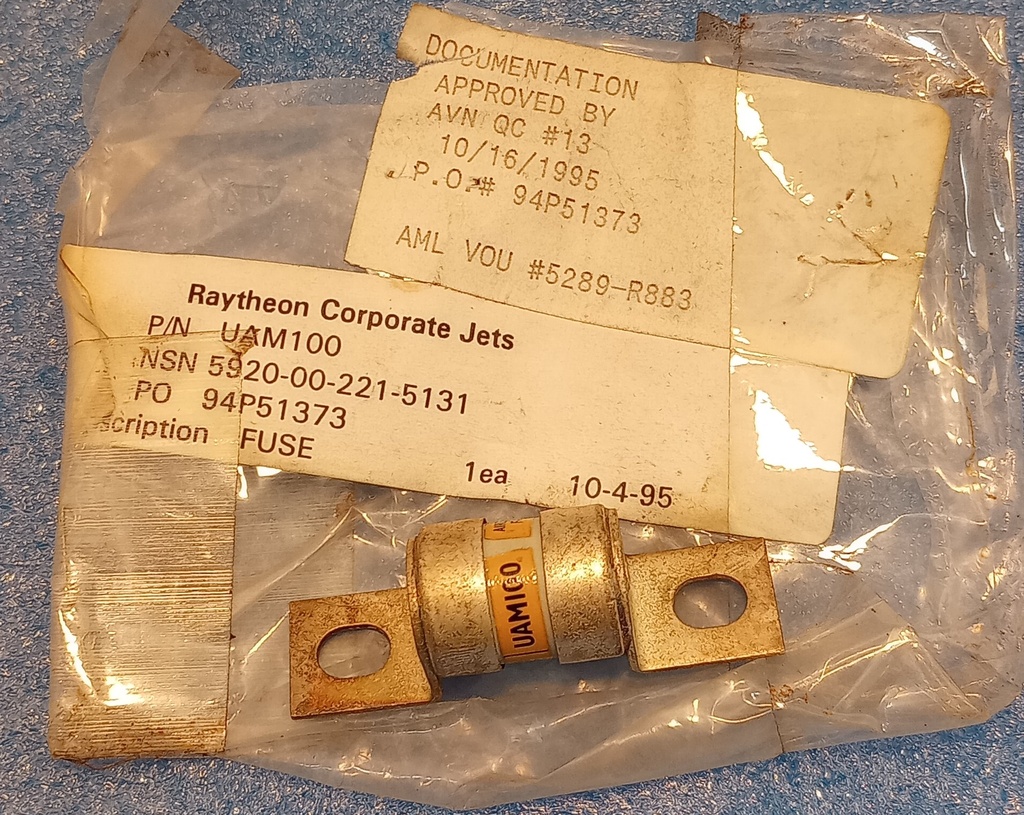 DOCUMENTATION
APPROVED BY
AVN QC #13
10/16/1995
P.O.# 94P51373
AML VOU #5289-R883
Raytheon Corporate Jets
P/N UAM100
NSN 5920-00-221-5131
PO 94P51373
scription FUSE
1ea 10-4-95
UAM100